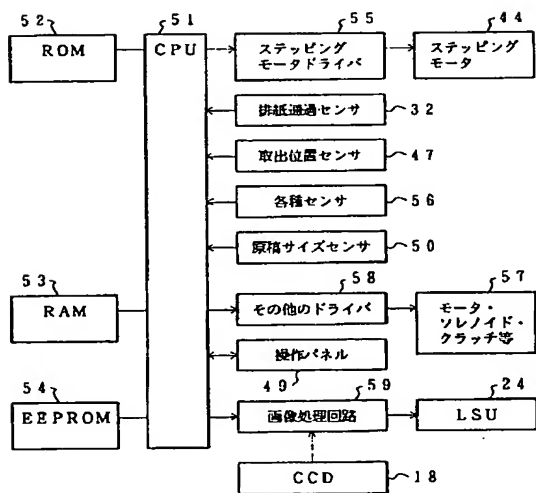 52
ROM
51
CPU
55
ステッピング
モータドライバ
44
ステッピング
モータ
排紙通過センサ
32
取出位置センサ
47
各種センサ
56
原稿サイズセンサ
50
53
RAM
58
その他のドライバ
57
モータ・
ソレノイド・
クラッチ等
操作パネル
49
54
EEPROM
59
画像処理回路
24
LSU
CCD
18